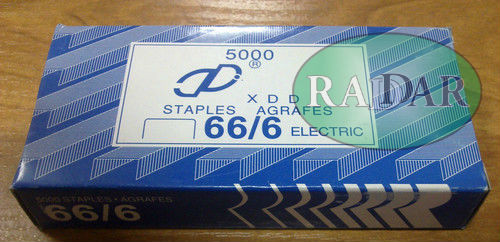 5000
®
XDD
STAPLES AGRAFES
66/6 ELECTRIC
RADAR
5000 STAPLES • AGRAFES
66/6